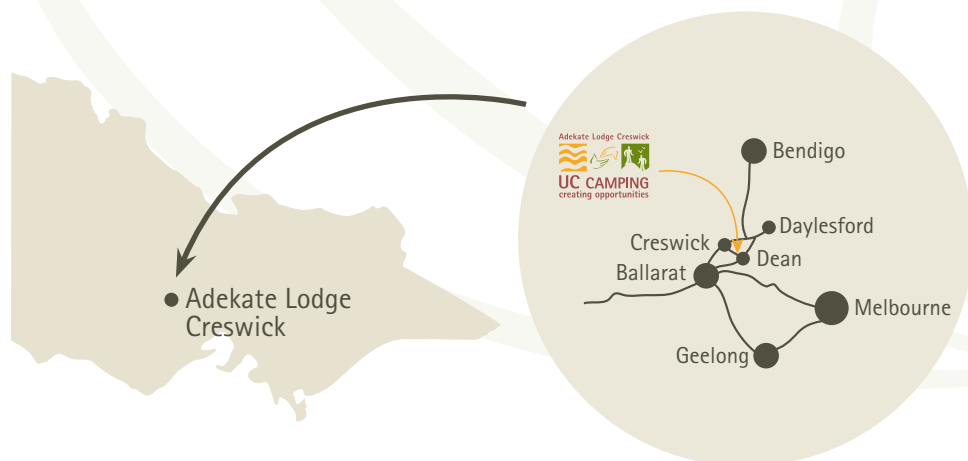 Adekate Lodge
Creswick
Adekate Lodge Creswick
UC CAMPING
creating opportunities
Bendigo
Daylesford
Creswick
Dean
Ballarat
Melbourne
Geelong